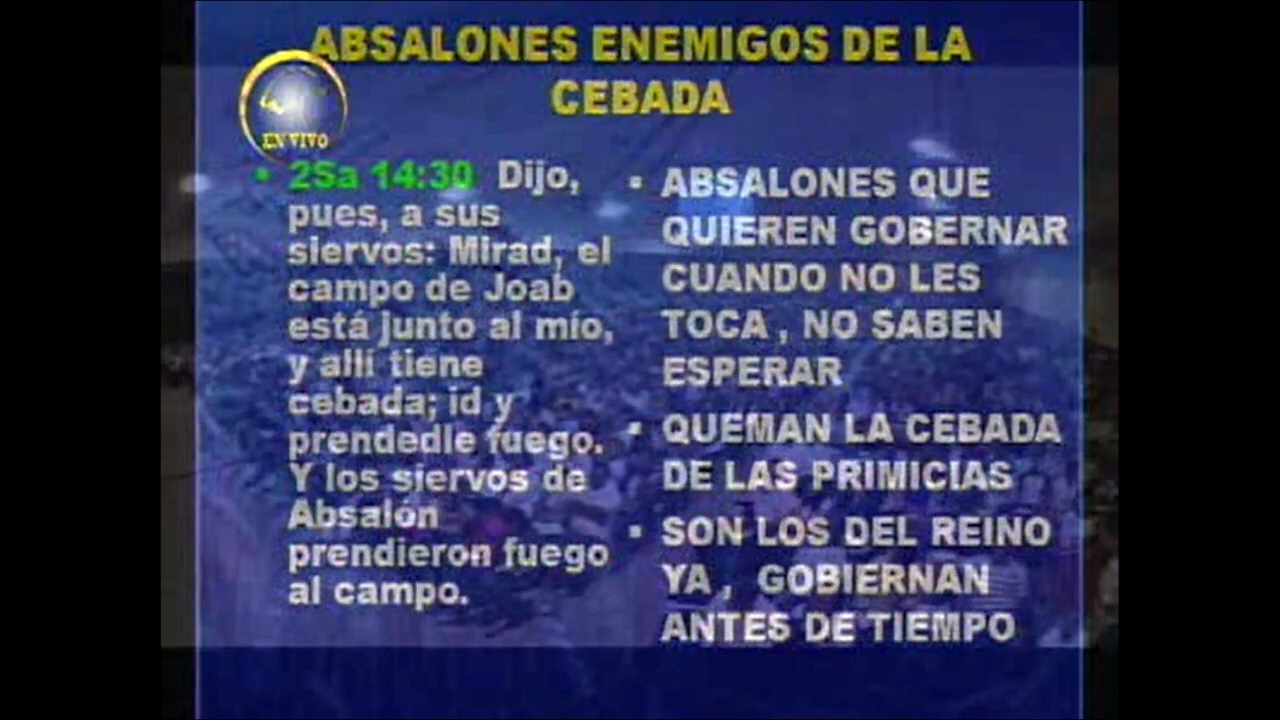 ABSALONES ENEMIGOS DE LA
CEBADA
EN VIVO
• 2Sa 14:30 Dijo,
pues, a sus
siervos: Mirad, el
campo de Joab
está junto al mío,
y allí tiene
cebada; id y
prendedle fuego.
Y los siervos de
Absalón
prendieron fuego
al campo.
▪ ABSALONES QUE
QUIEREN GOBERNAR
CUANDO NO LES
TOCA , NO SABEN
ESPERAR
▪ QUEMAN LA CEBADA
DE LAS PRIMICIAS
▪ SON LOS DEL REINO
YA , GOBIERNAN
ANTES DE TIEMPO